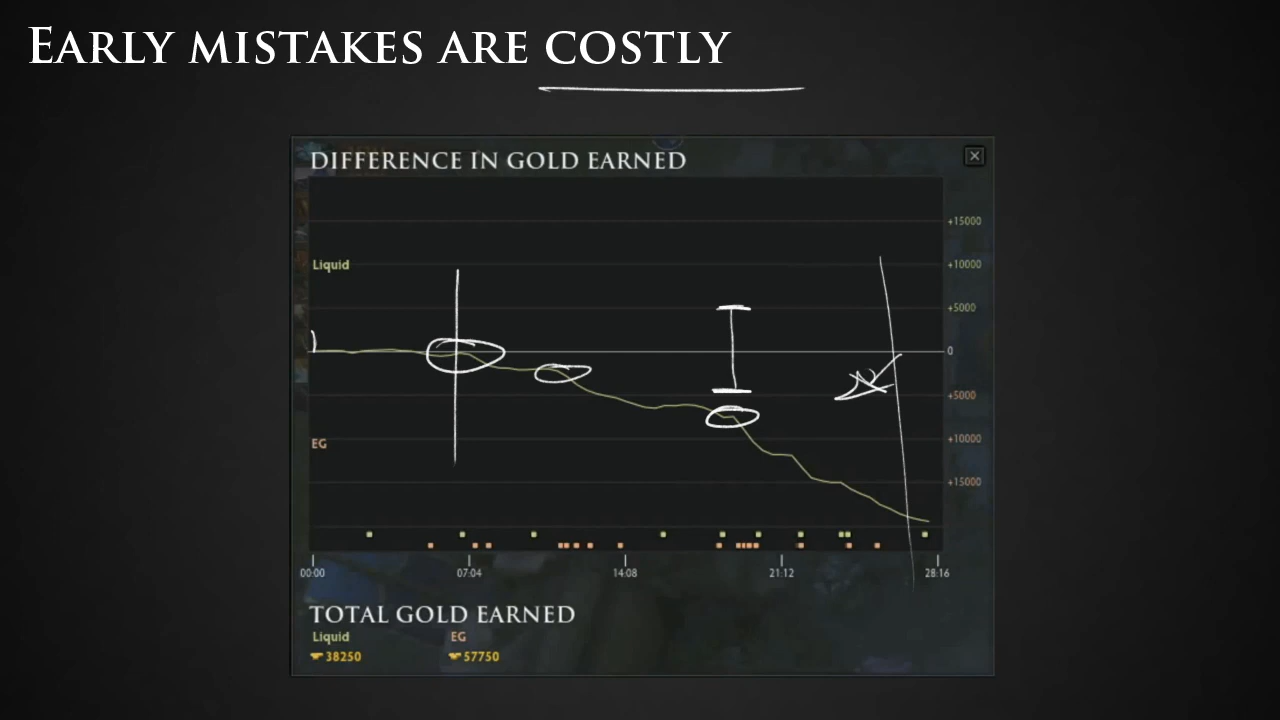 Early mistakes are costly
Difference in Gold Earned
+15000
Liquid
+10000
+5000
0
+5000
EG
+10000
+15000
00:00 07:04 14:08 21:12 28:16
Total Gold Earned
Liquid EG
38250 57750